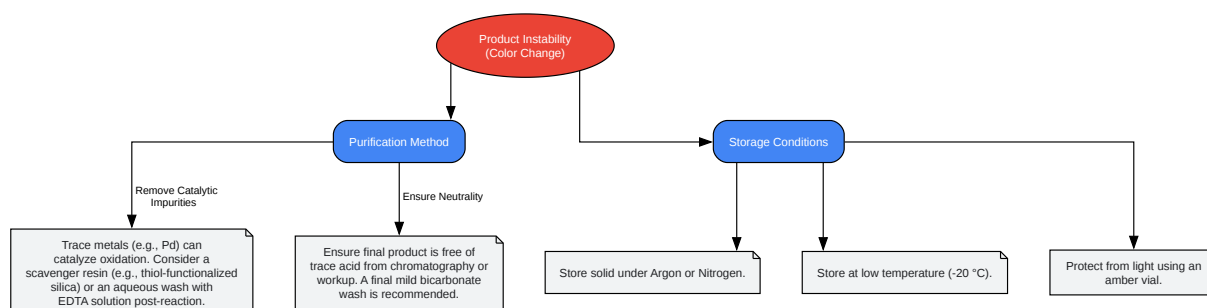 Product Instability
(Color Change)
Purification Method
Storage Conditions
Remove Catalytic
Impurities
Ensure Neutrality
Trace metals (e.g., Pd) can
catalyze oxidation. Consider a
scavenger resin (e.g., thiol-functionalized
silica) or an aqueous wash with
EDTA solution post-reaction.
Ensure final product is free of
trace acid from chromatography or
workup. A final mild bicarbonate
wash is recommended.
Store solid under Argon or Nitrogen.
Store at low temperature (-20 °C).
Protect from light using an
amber vial.